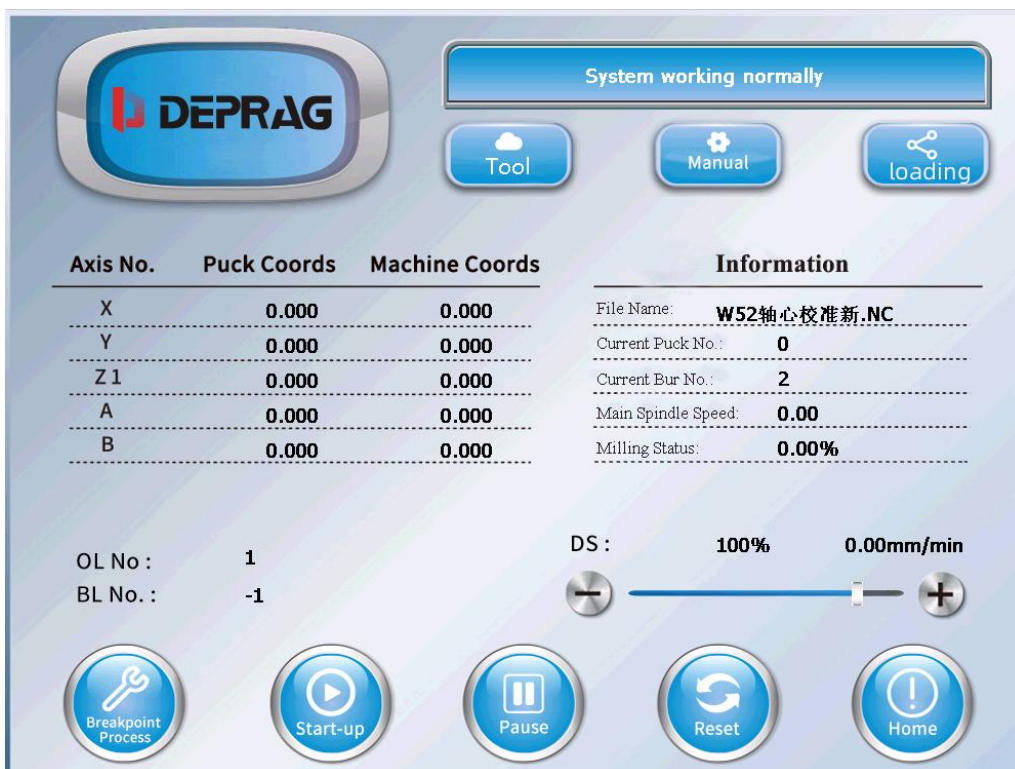 DEPRAG
System working normally
Tool
Manual
loading
Axis No. Puck Coords Machine Coords
X 0.000 0.000
Y 0.000 0.000
Z1 0.000 0.000
A 0.000 0.000
B 0.000 0.000
Information
File Name: W52轴心校准新.NC
Current Puck No.: 0
Current Bur No.: 2
Main Spindle Speed: 0.00
Milling Status: 0.00%
OL No : 1
BL No. : -1
DS : 100% 0.00mm/min
Breakpoint
Process
Start-up
Pause
Reset
Home